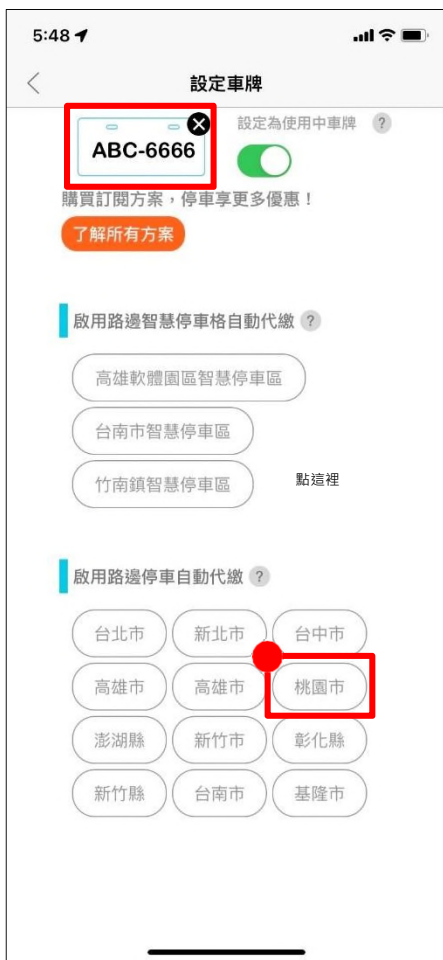 5:48
設定車牌
ABC-6666
設定為使用中車牌 ?
購買訂閱方案，停車享更多優惠！
了解所有方案
啟用路邊智慧停車格自動代繳 ?
高雄軟體園區智慧停車區
台南市智慧停車區
竹南鎮智慧停車區
點這裡
啟用路邊停車自動代繳 ?
台北市 新北市 台中市
高雄市 高雄市 桃園市
澎湖縣 新竹市 彰化縣
新竹縣 台南市 基隆市